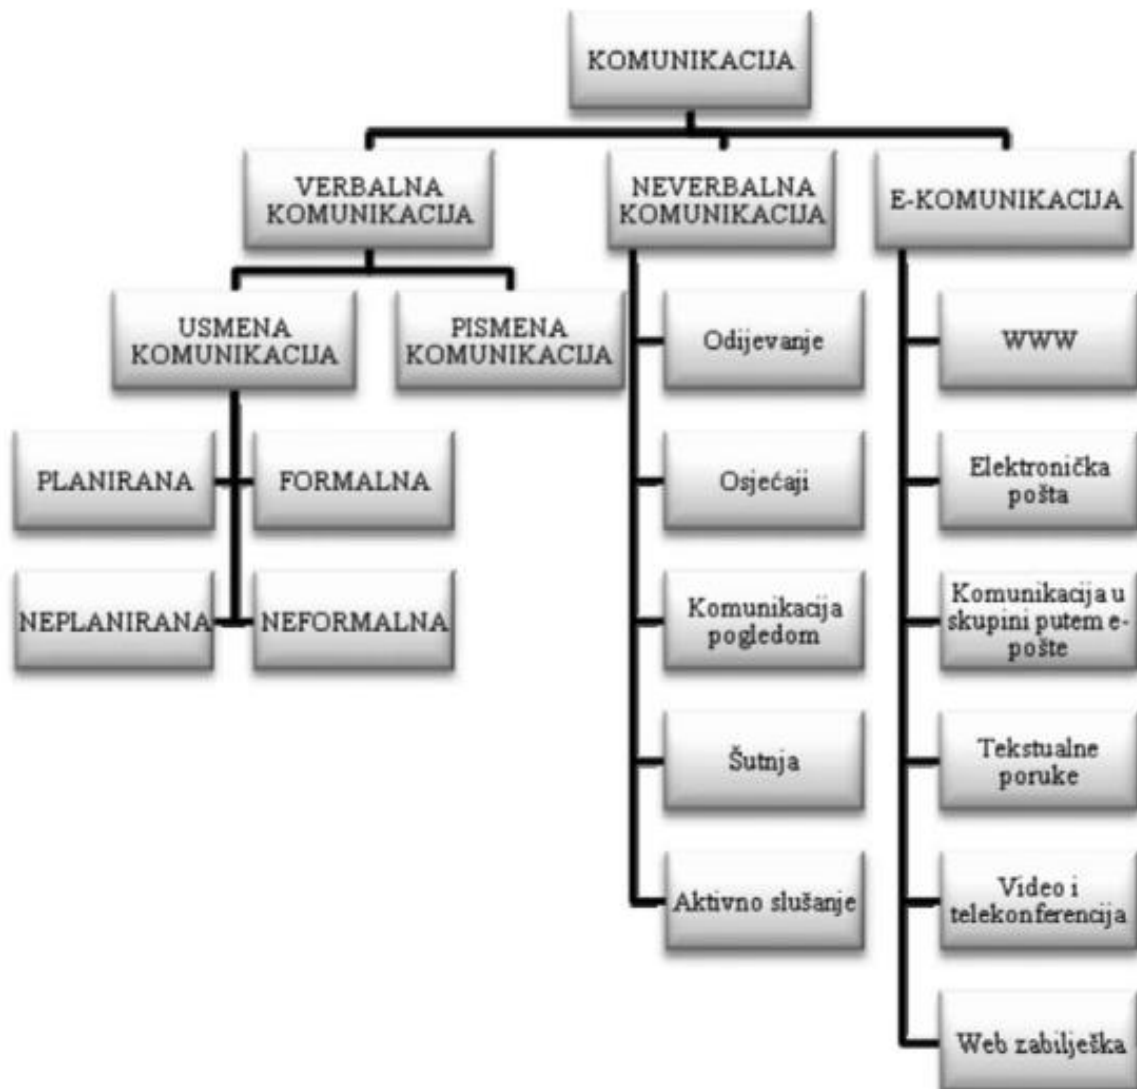 KOMUNIKACIJA
VERBALNA
KOMUNIKACIJA
NEVERBALNA
KOMUNIKACIJA
E-KOMUNIKACIJA
USMENA
KOMUNIKACIJA
PISMENA
KOMUNIKACIJA
PLANIRANA
FORMALNA
NEPLANIRANA
NEFORMALNA
Odijevanje
Osjećaji
Komunikacija
pogledom
Šutnja
Aktivno slušanje
WWW
Elektronička
pošta
Komunikacija u
skupini putem e-
pošte
Tekstualne
poruke
Video i
telekonferencija
Web zabilješka